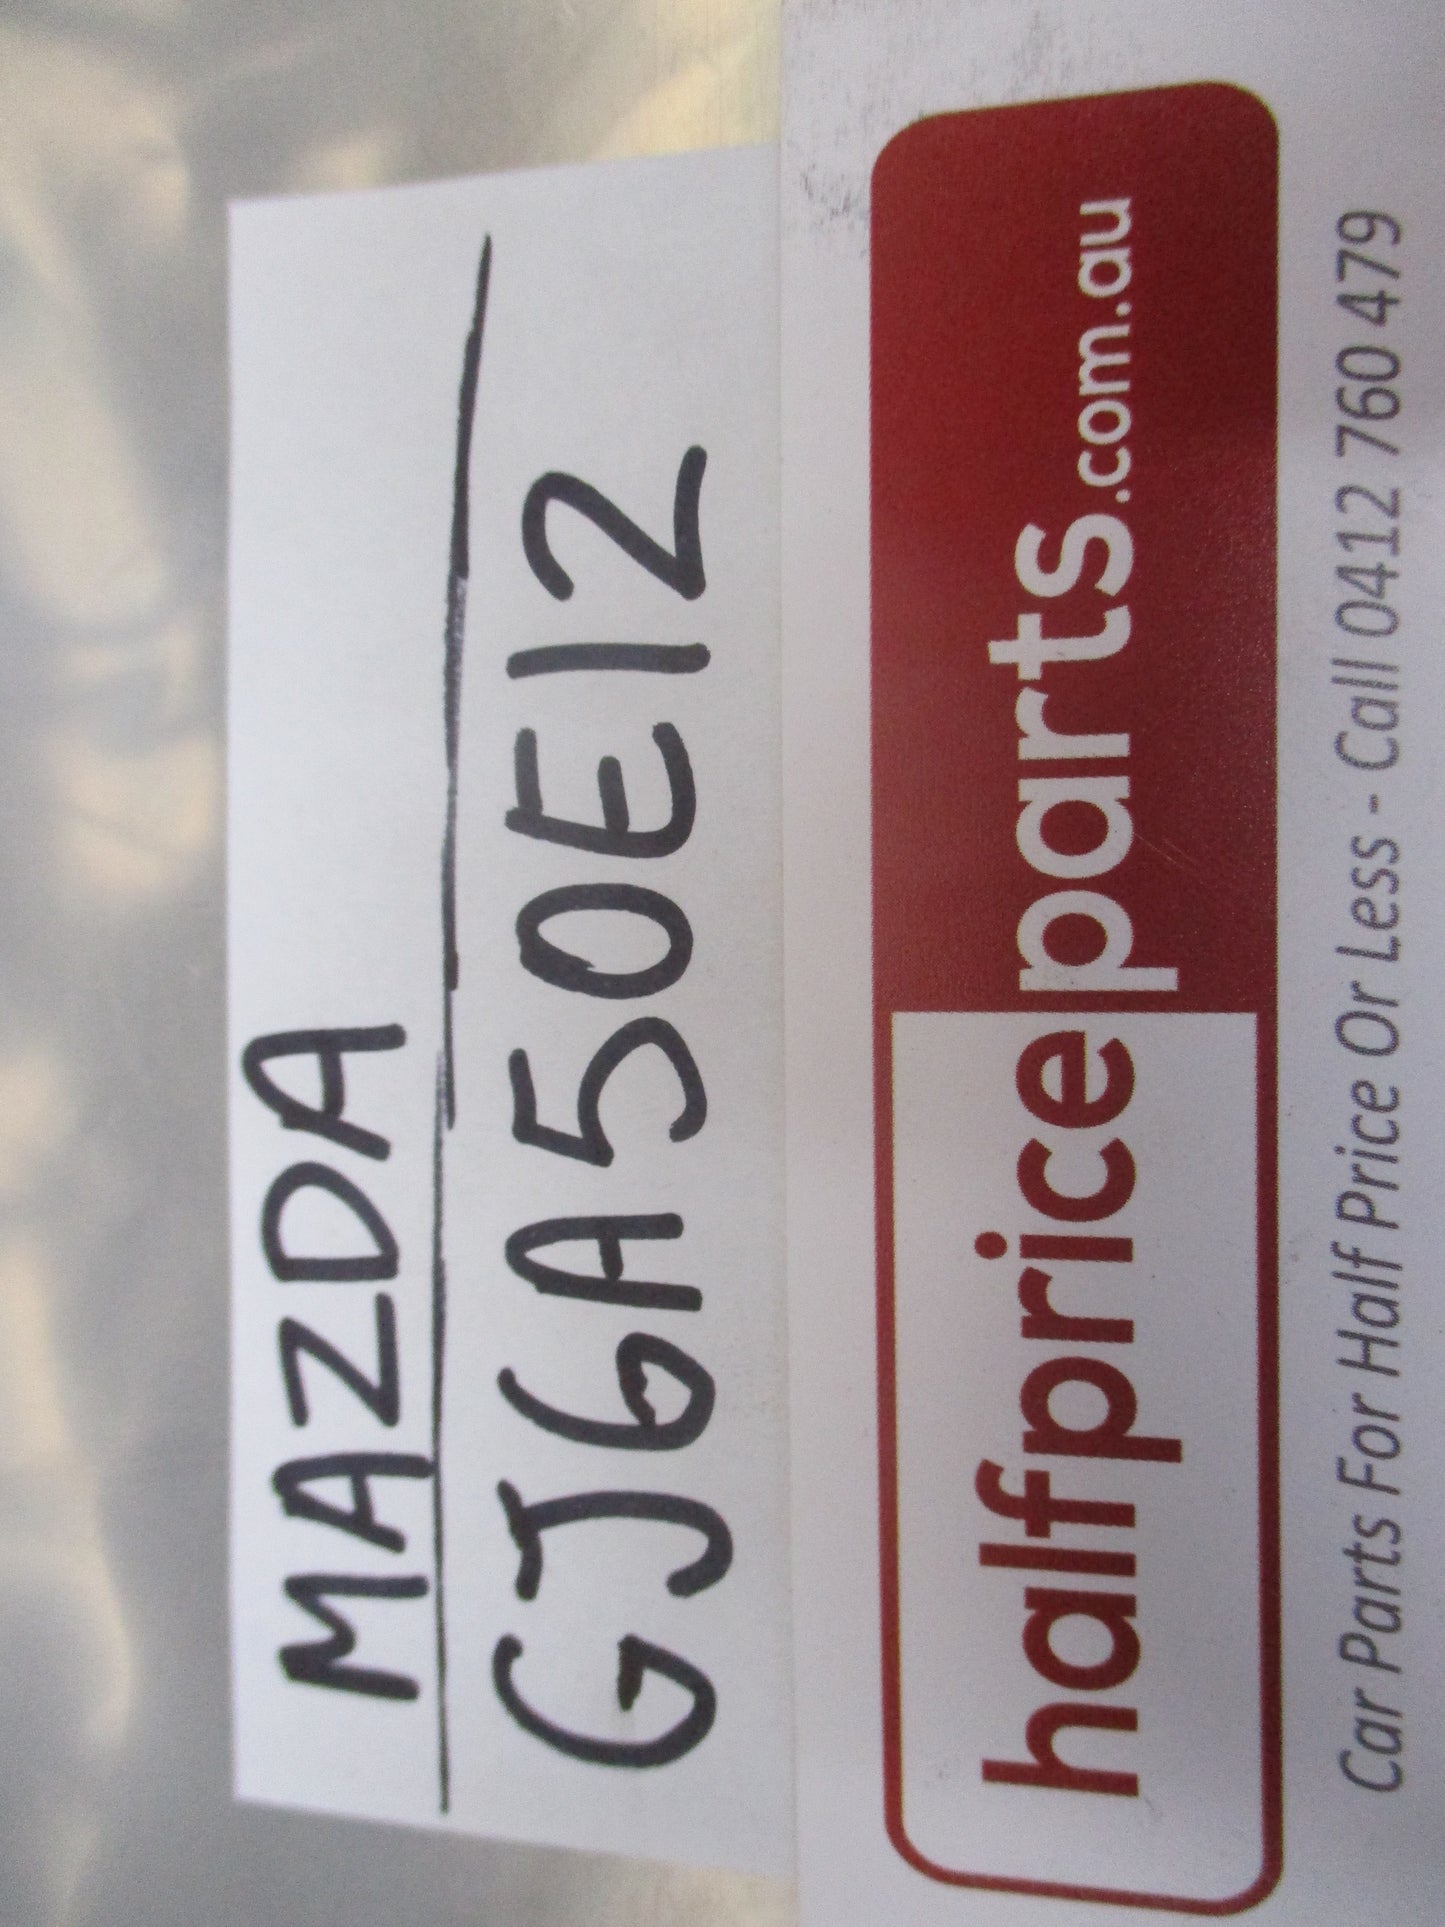 MAZDA
GJ6A50E12
halfpriceparts.com.au
Car Parts For Half Price Or Less - Call 0412 760 479